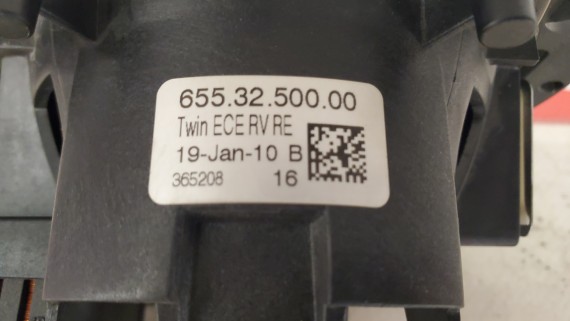 655.32.500.00
Twin ECE RV RE
19-Jan-10 B
365208 16